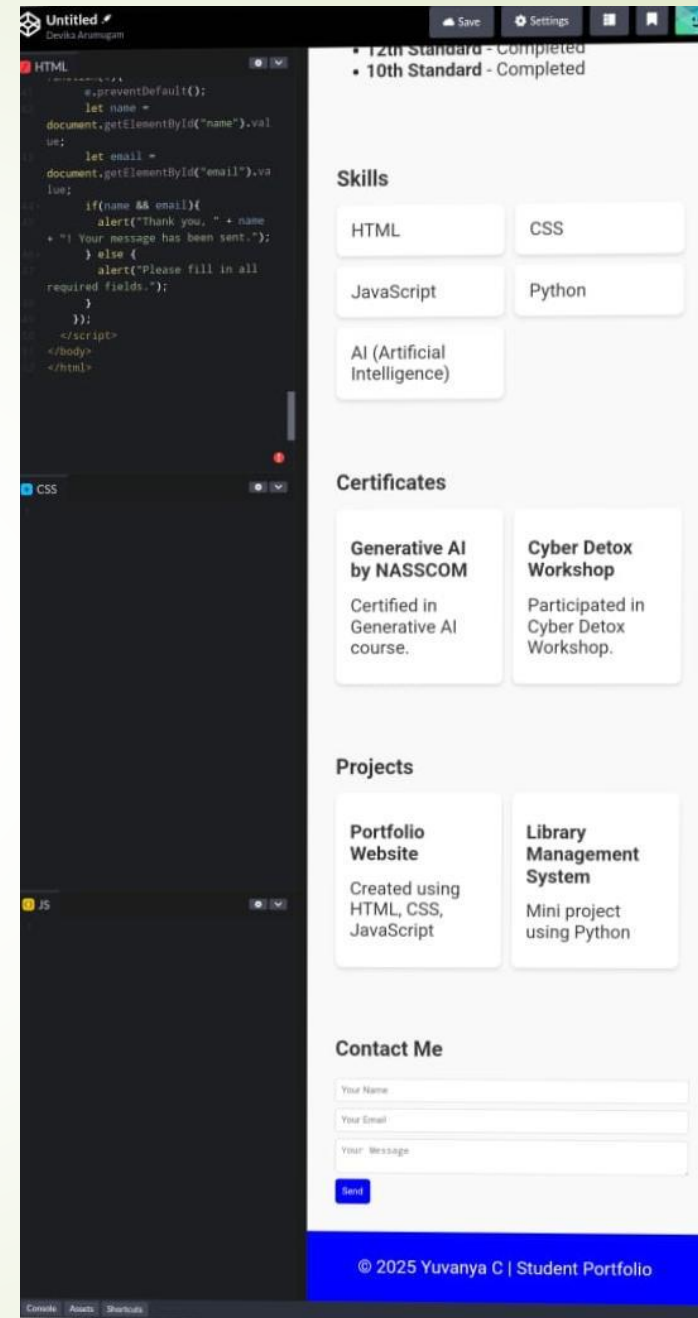 Untitled
Devika Arumugam
Save
Settings
HTML
e.preventDefault();
let name =
document.getElementById("name").val
ue;
let email =
document.getElementById("email").va
lue;
if(name && email){
alert("Thank you, " + name
+ "! Your message has been sent.");
} else {
alert("Please fill in all
required fields.");
}
});
</script>
</body>
</html>
CSS
JS
Console Assets Shortcuts
• 12th Standard - Completed
• 10th Standard - Completed
Skills
HTML
CSS
JavaScript
Python
AI (Artificial
Intelligence)
Certificates
Generative AI
by NASSCOM
Certified in
Generative AI
course.
Cyber Detox
Workshop
Participated in
Cyber Detox
Workshop.
Projects
Portfolio
Website
Created using
HTML, CSS,
JavaScript
Library
Management
System
Mini project
using Python
Contact Me
Your Name
Your Email
Your Message
Send
© 2025 Yuvanya C | Student Portfolio